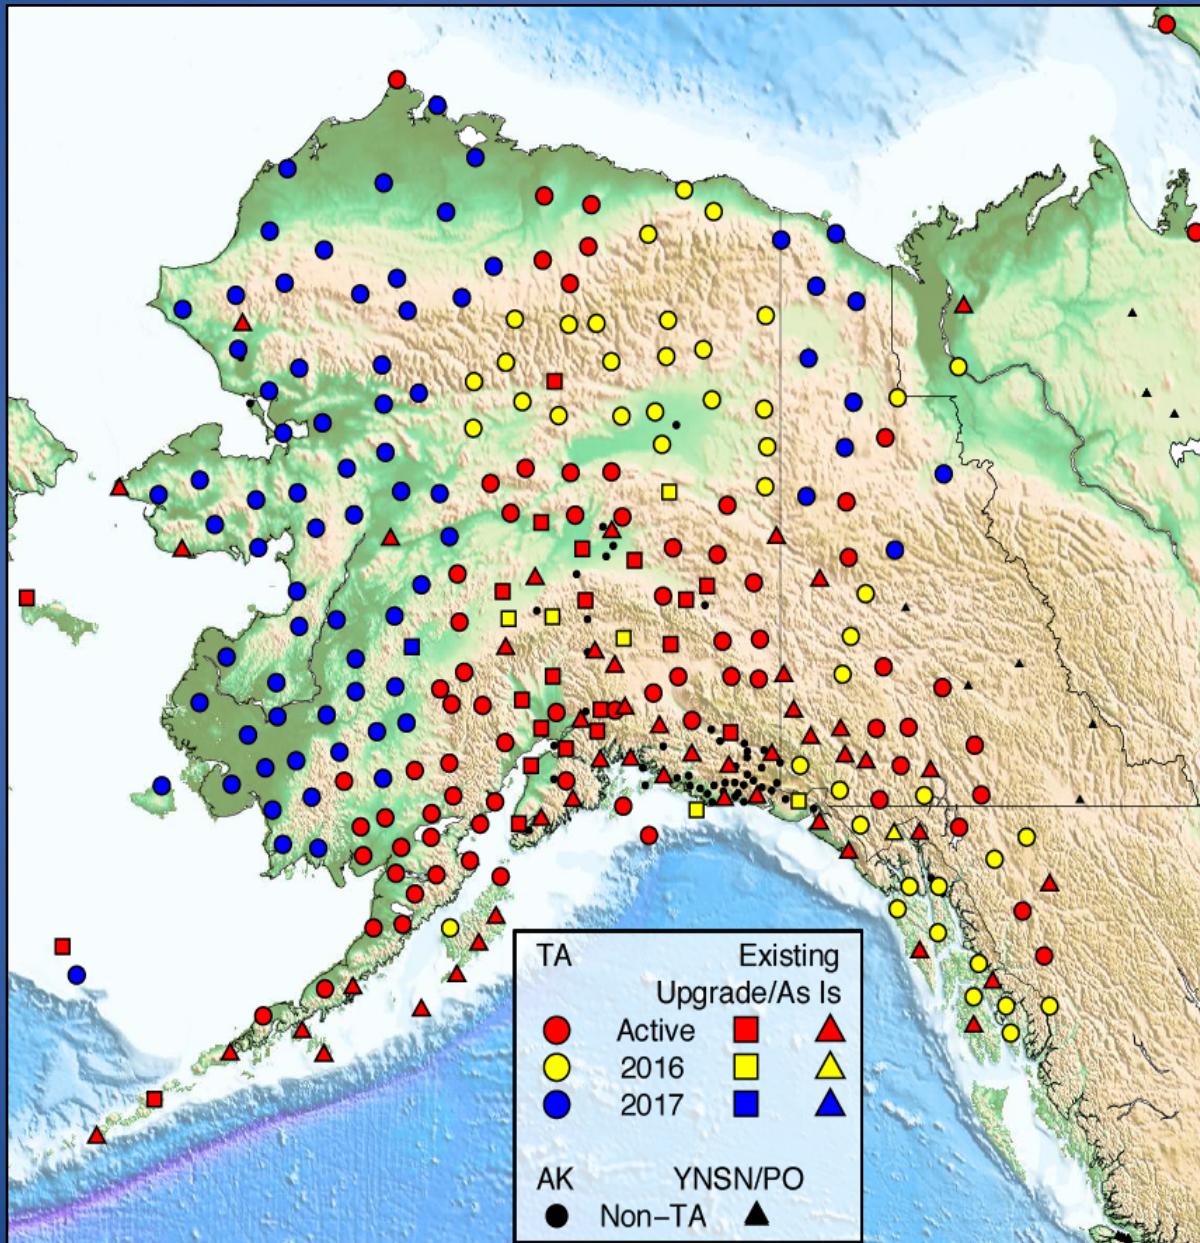 TA Existing
Upgrade/As Is
Active
2016
2017
AK YNSN/PO
Non-TA